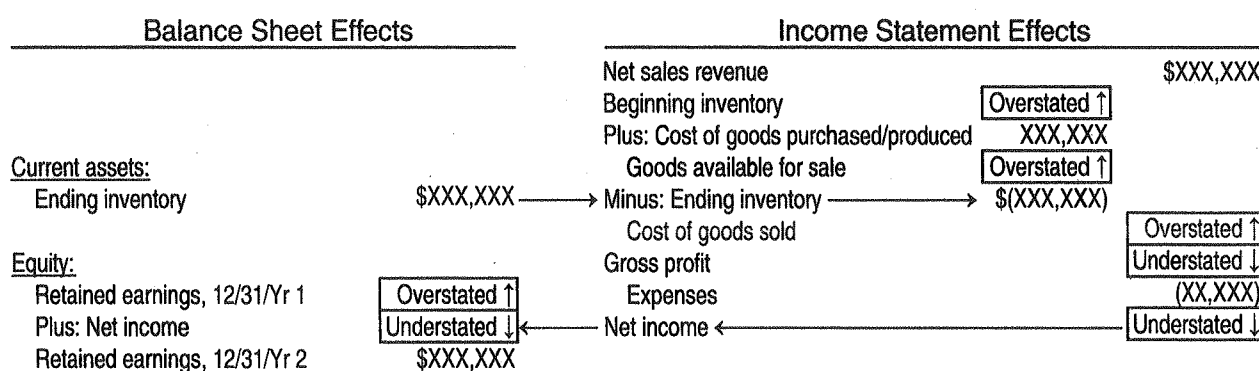 Balance Sheet Effects
Current assets:
Ending inventory $XXX,XXX
Equity:
Retained earnings, 12/31/Yr 1 Overstated ↑
Plus: Net income Understated ↓
Retained earnings, 12/31/Yr 2 $XXX,XXX
Income Statement Effects
Net sales revenue $XXX,XXX
Beginning inventory Overstated ↑
Plus: Cost of goods purchased/produced XXX,XXX
Goods available for sale Overstated ↑
Minus: Ending inventory $(XXX,XXX)
Cost of goods sold Overstated ↑
Gross profit Understated ↓
Expenses (XX,XXX)
Net income Understated ↓